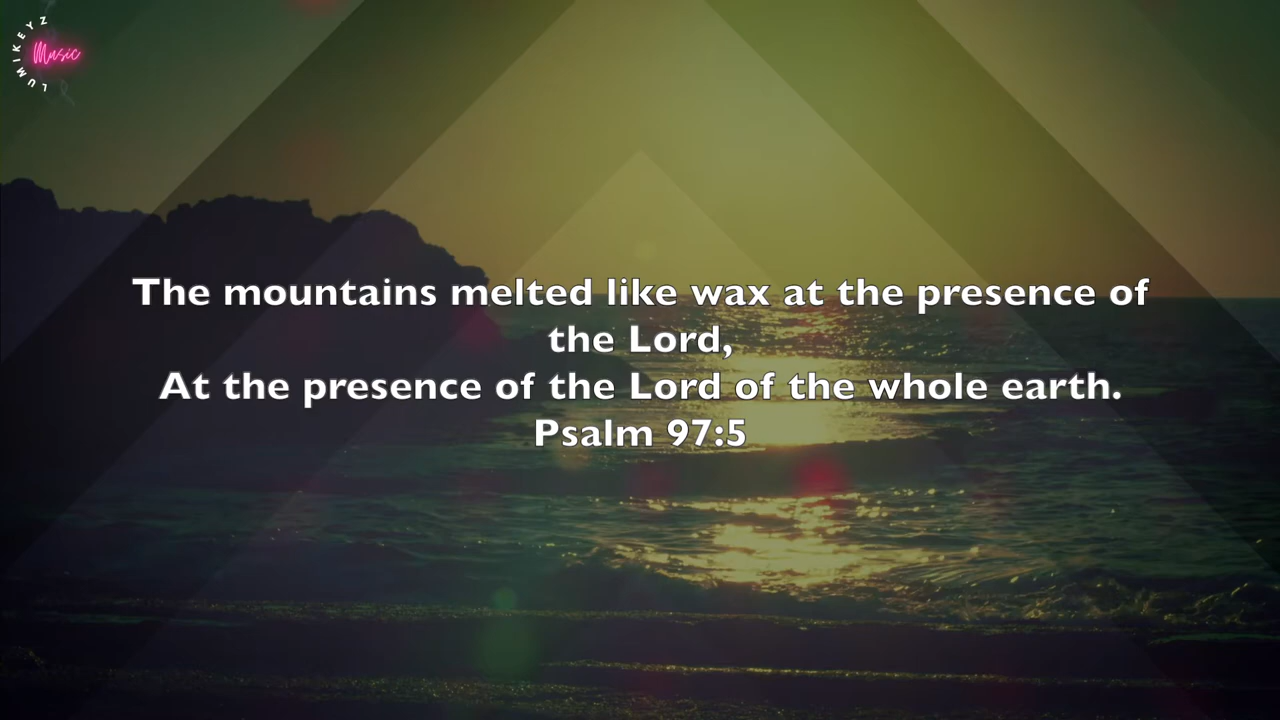 LUMIKEYZ
Music
The mountains melted like wax at the presence of
the Lord,
At the presence of the Lord of the whole earth.
Psalm 97:5